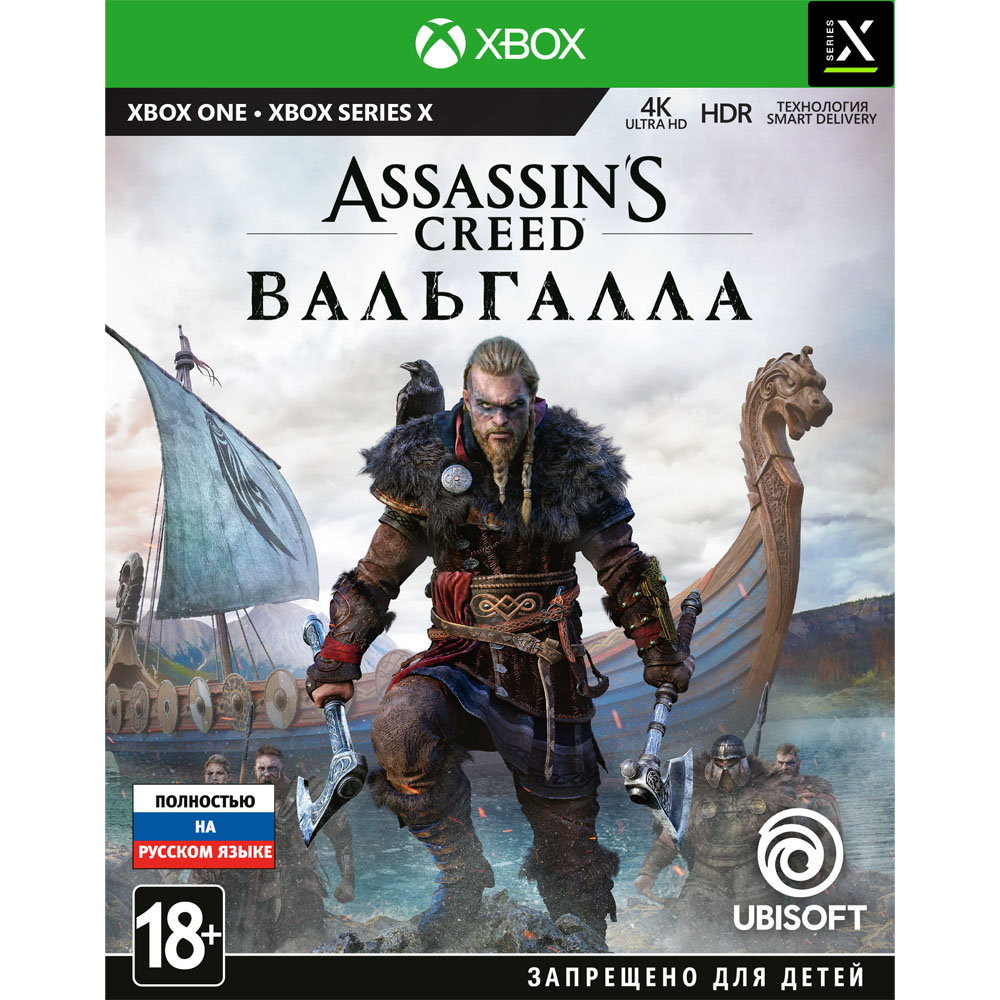 XBOX
SERIES X
XBOX ONE • XBOX SERIES X
4K
ULTRA HD
HDR
ТЕХНОЛОГИЯ
SMART DELIVERY
ASSASSIN'S
CREED®
ВАЛЬГАЛЛА
ПОЛНОСТЬЮ
НА
РУССКОМ ЯЗЫКЕ
UBISOFT
18+
ЗАПРЕЩЕНО ДЛЯ ДЕТЕЙ